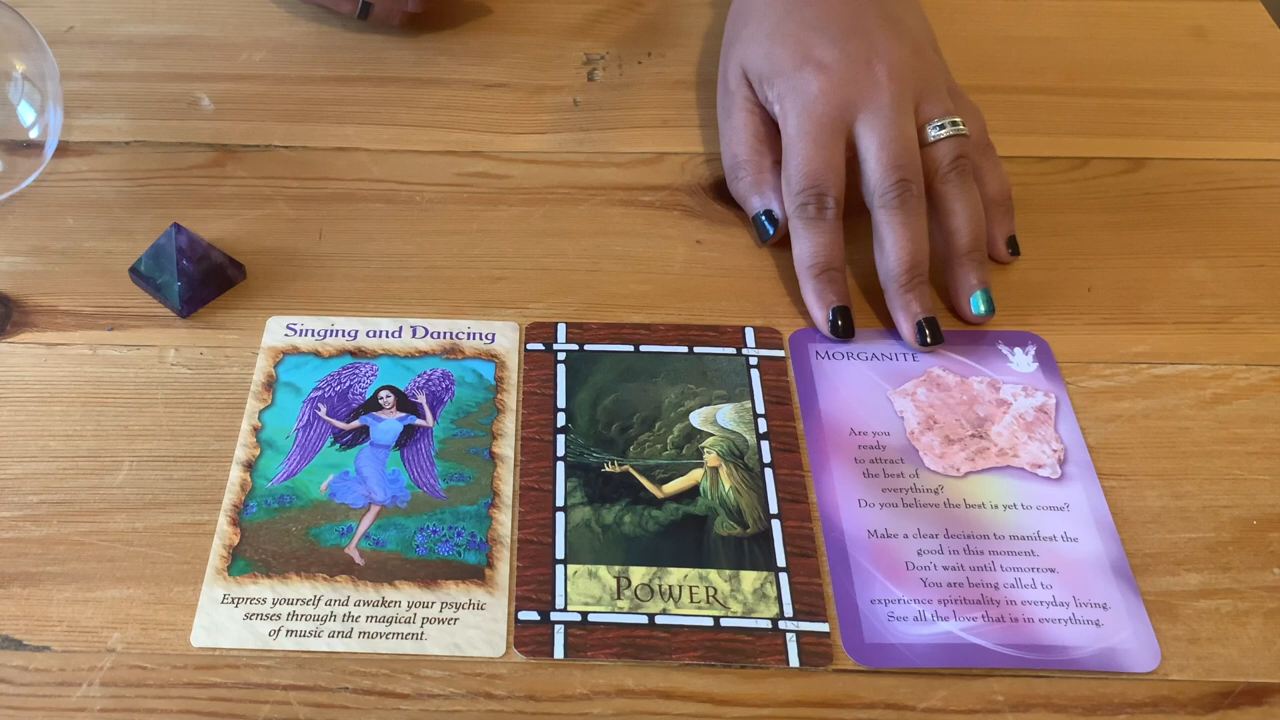 Singing and Dancing
Express yourself and awaken your psychic
senses through the magical power
of music and movement.
POWER
MORGANITE
Are you
ready
to attract
the best of
everything?
Do you believe the best is yet to come?
Make a clear decision to manifest the
good in this moment.
Don't wait until tomorrow.
You are being called to
experience spirituality in everyday living.
See all the love that is in everything.